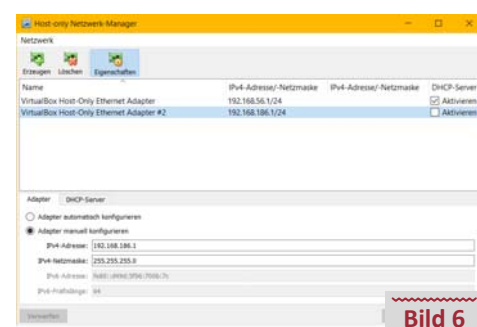 Host-only Netzwerk-Manager
Netzwerk
Erzeugen Löschen Eigenschaften
Name IPv4-Adresse/-Netzmaske IPv4-Adresse/-Netzmaske DHCP-Server
VirtualBox Host-Only Ethernet Adapter 192.168.56.1/24 Aktivieren
VirtualBox Host-Only Ethernet Adapter #2 192.168.186.1/24 Aktivieren
Adapter DHCP-Server
Adapter automatisch konfigurieren
Adapter manuell konfigurieren
IPv4-Adresse: 192.168.186.1
IPv4-Netzmaske: 255.255.255.0
IPv6-Adresse:
IPv6-Präfixlänge: 64
Verwerfen
Bild 6